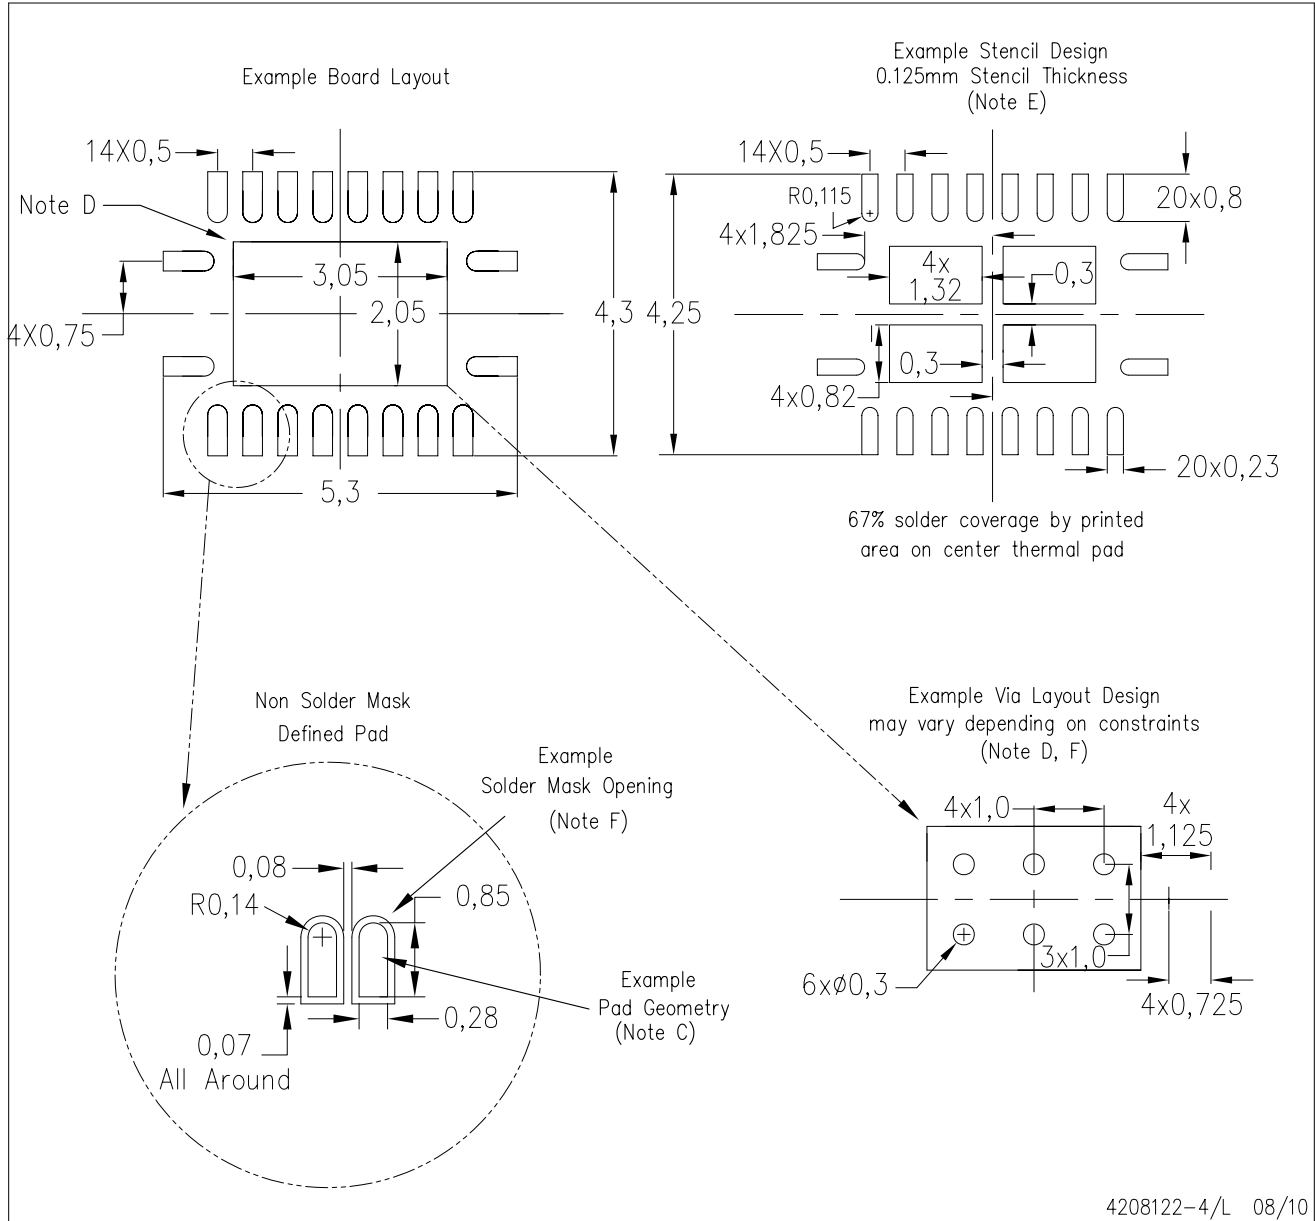 Example Board Layout
14X0,5
Note D
3,05
2,05
4X0,75
4,3
5,3
Example Stencil Design
0.125mm Stencil Thickness
(Note E)
14X0,5
R0,115
20x0,8
4x1,825
4x
1,32
0,3
4,25
0,3
4x0,82
20x0,23
67% solder coverage by printed
area on center thermal pad
Non Solder Mask
Defined Pad
Example
Solder Mask Opening
(Note F)
0,08
R0,14
0,85
Example
Pad Geometry
(Note C)
0,28
0,07
All Around
Example Via Layout Design
may vary depending on constraints
(Note D, F)
4x1,0
4x
1,125
3x1,0
6xø0,3
4x0,725
4208122-4/L 08/10